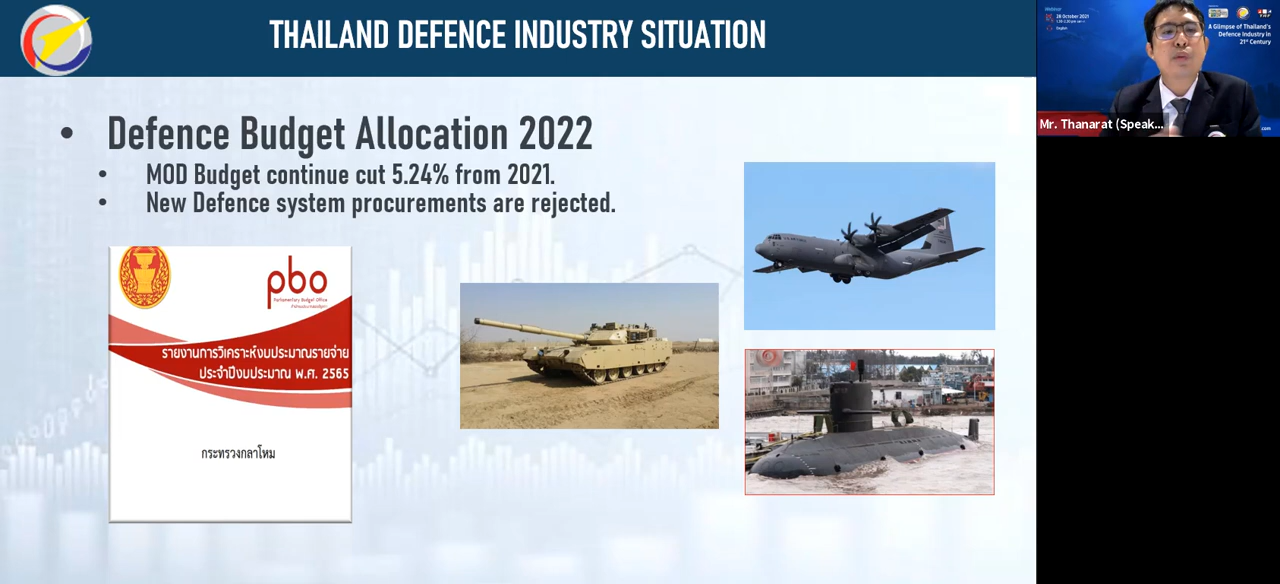 THAILAND DEFENCE INDUSTRY SITUATION
• Defence Budget Allocation 2022
• MOD Budget continue cut 5.24% from 2021.
• New Defence system procurements are rejected.
pbo
Parliamentary Budget Office
รายงานการวิเคราะห์งบประมาณรายจ่าย
ประจำปีงบประมาณ พ.ศ. 2565
กระทรวงกลาโหม
Webinar
28 October 2021
English
A Glimpse of Thailand's
Defence Industry in
21st Century
.com
Mr. Thanarat (Speak...